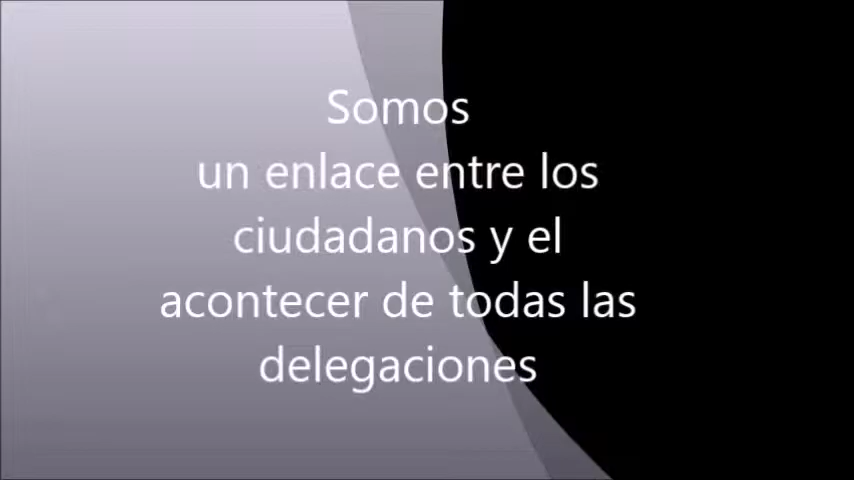 Somos
un enlace entre los
ciudadanos y el
acontecer de todas las
delegaciones